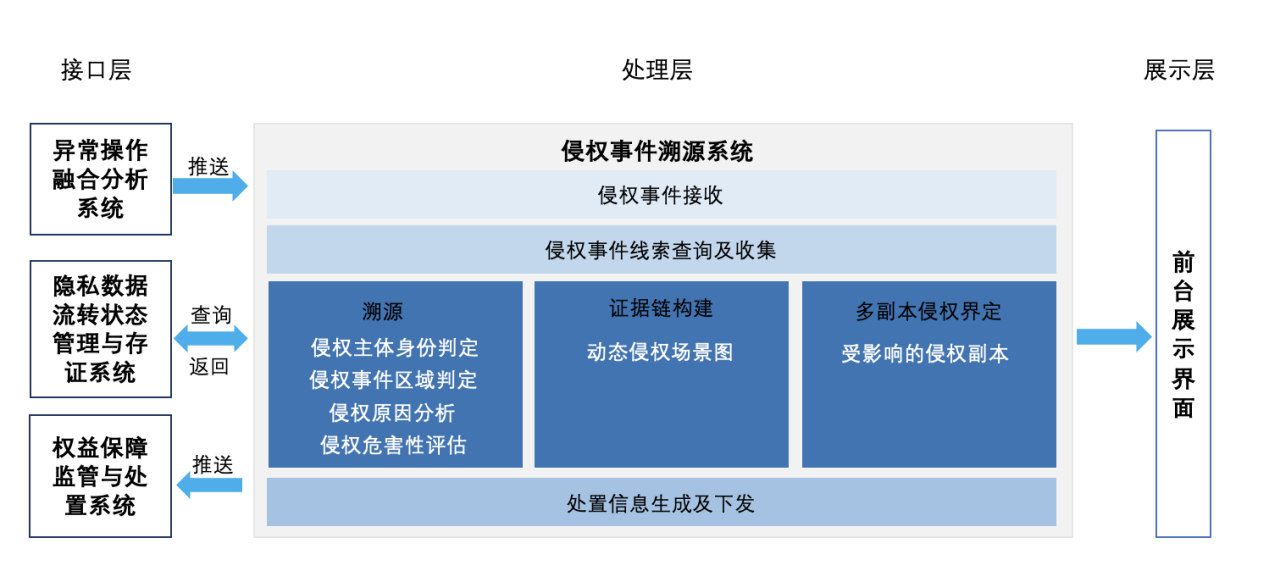 接口层
处理层
展示层
异常操作
融合分析
系统
推送
隐私数据
流转状态
管理与存
证系统
查询
返回
权益保障
监管与处
置系统
推送
侵权事件溯源系统
侵权事件接收
侵权事件线索查询及收集
溯源
侵权主体身份判定
侵权事件区域判定
侵权原因分析
侵权危害性评估
证据链构建
动态侵权场景图
多副本侵权界定
受影响的侵权副本
处置信息生成及下发
前
台
展
示
界
面